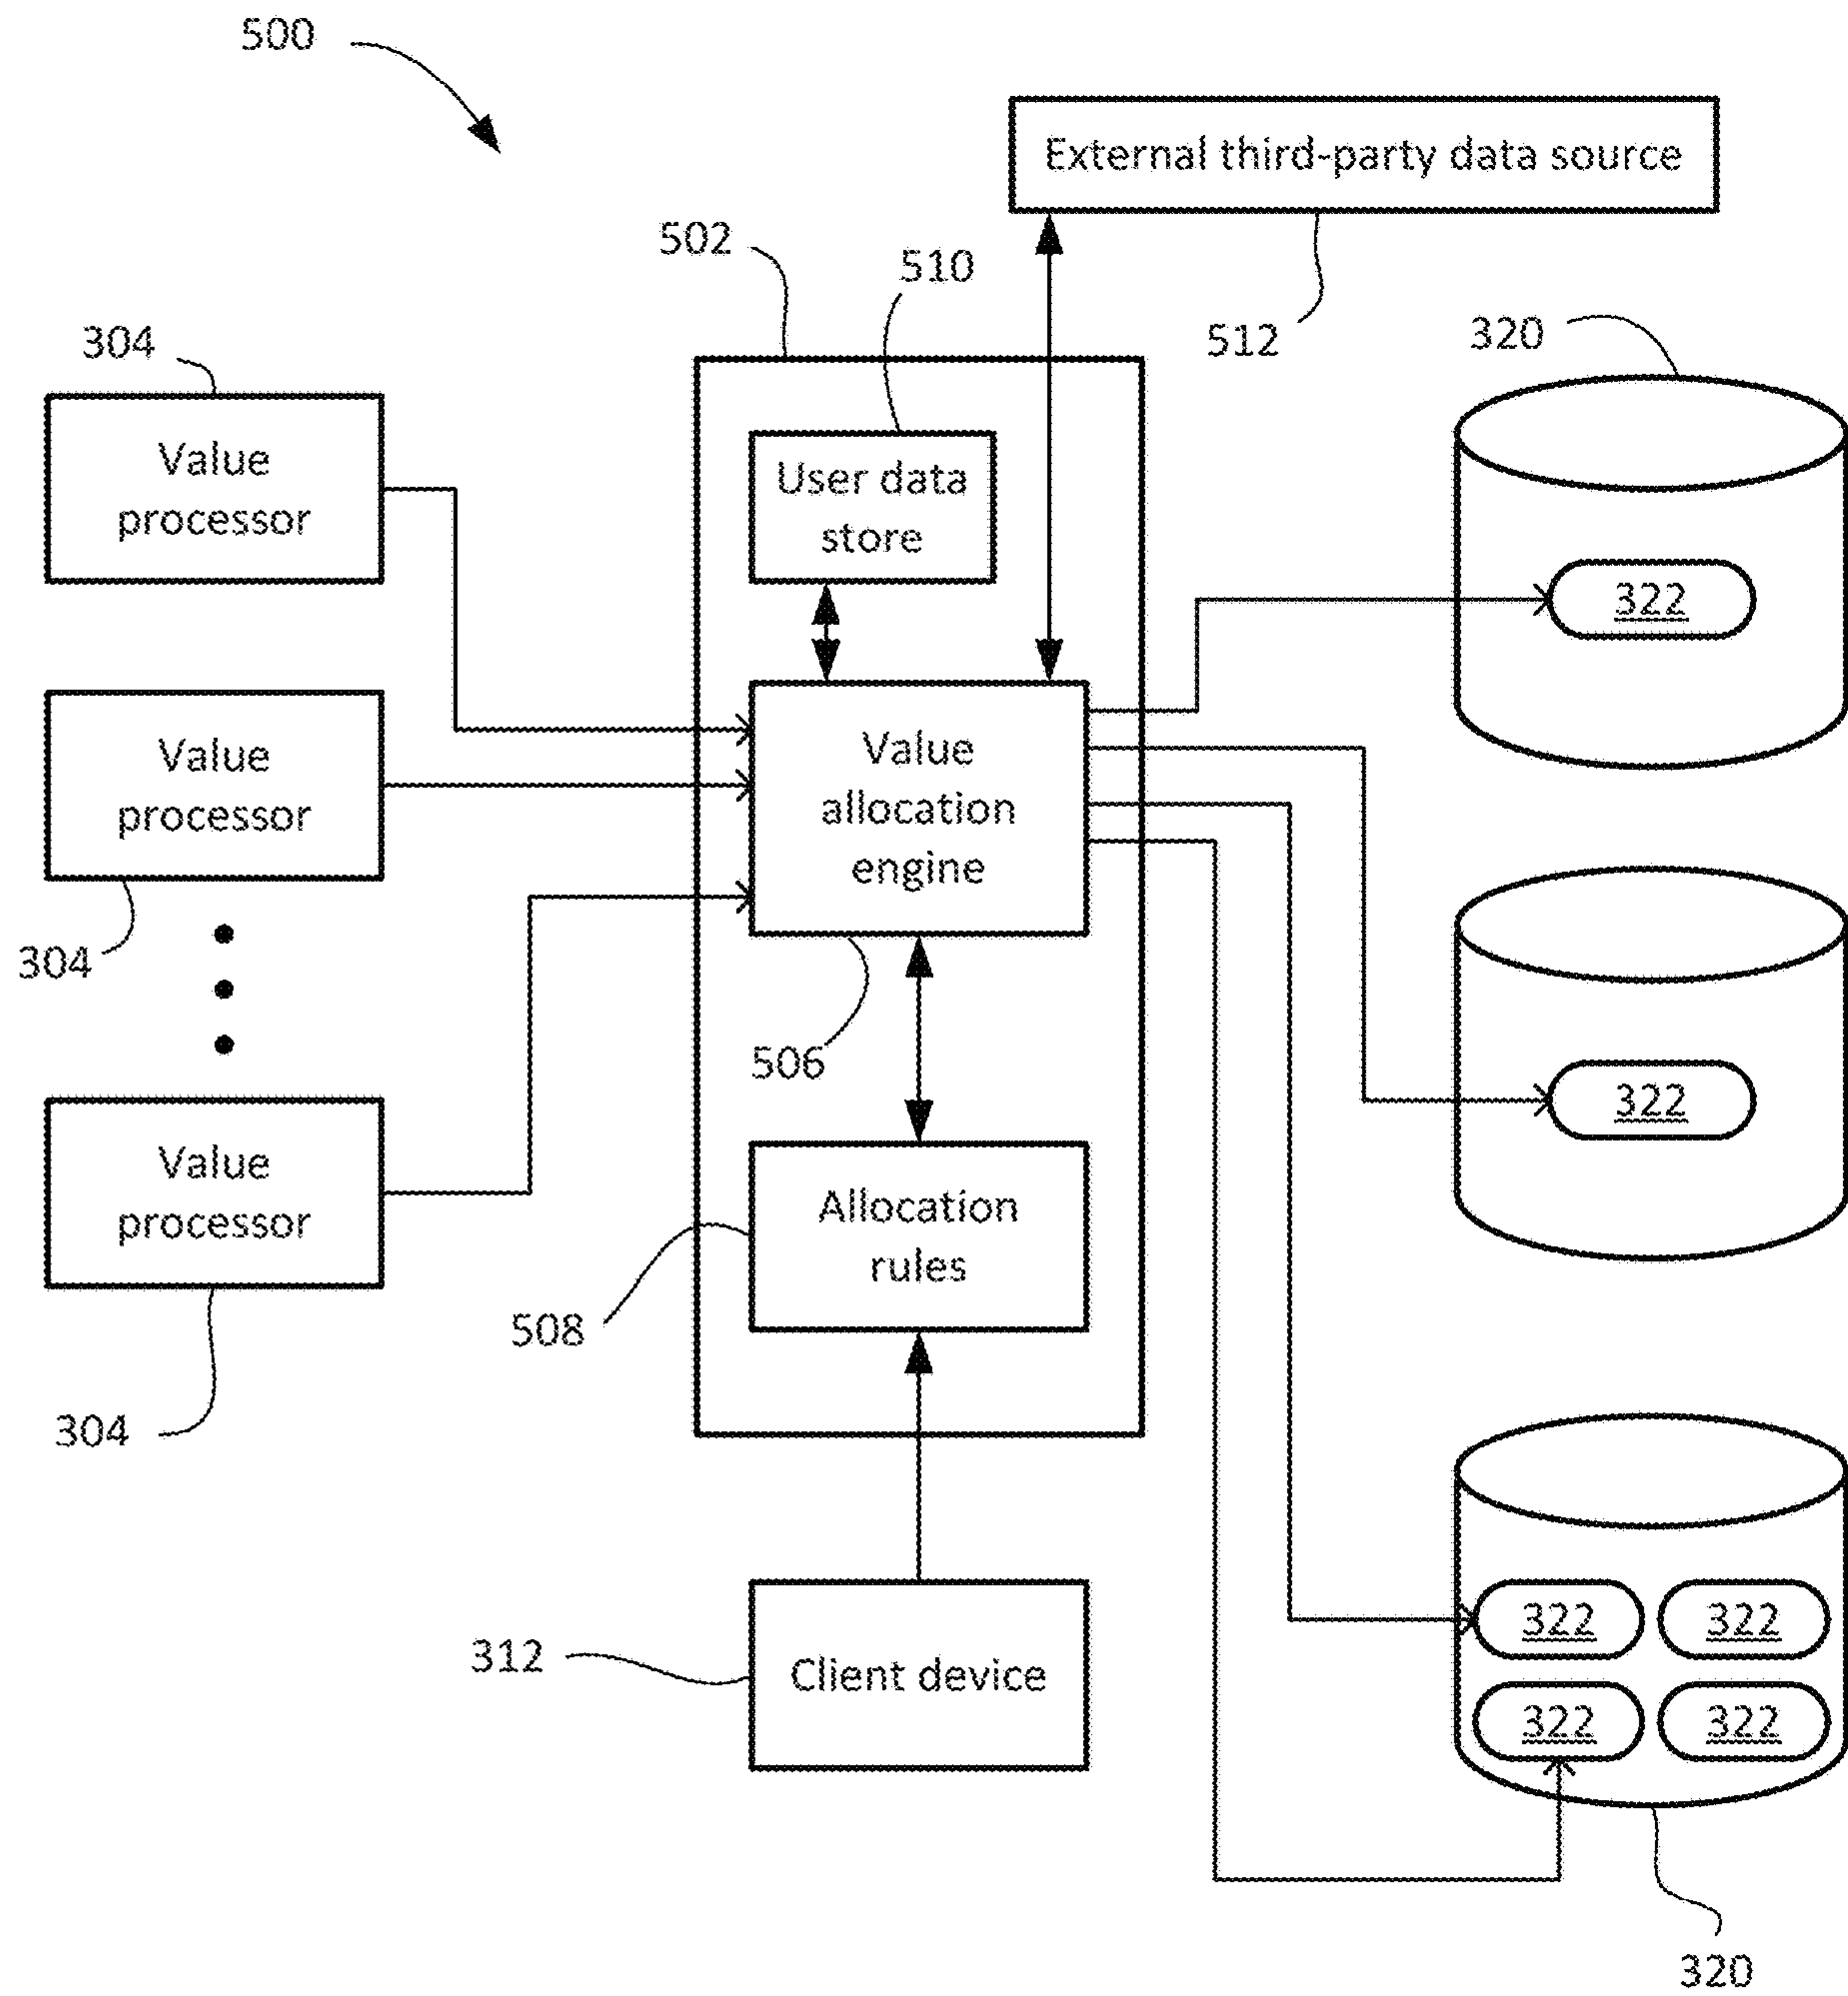 500
External third-party data source
502
510
512
320
304
Value
processor
User data
store
322
Value
processor
Value
allocation
engine
304
506
322
Value
processor
Allocation
rules
508
304
312
Client device
322
322
322
322
320